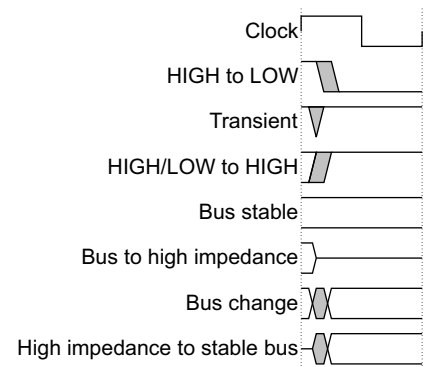 Clock
HIGH to LOW
Transient
HIGH/LOW to HIGH
Bus stable
Bus to high impedance
Bus change
High impedance to stable bus